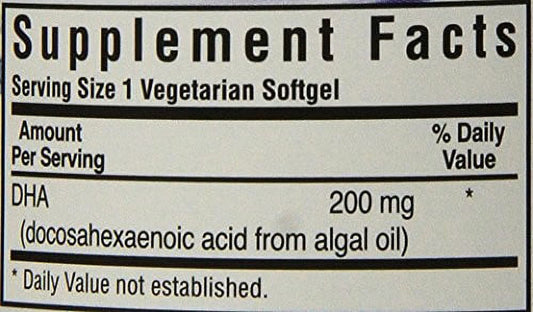 Supplement Facts
Serving Size 1 Vegetarian Softgel
Amount % Daily
Per Serving Value
DHA 200 mg *
(docosahexaenoic acid from algal oil)
* Daily Value not established.